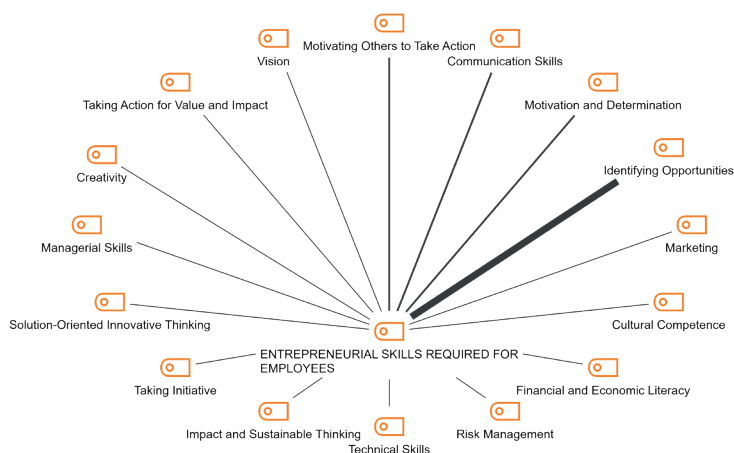 Motivating Others to Take Action
Vision
Communication Skills
Taking Action for Value and Impact
Motivation and Determination
Identifying Opportunities
Creativity
Managerial Skills
Marketing
Solution-Oriented Innovative Thinking
Cultural Competence
ENTREPRENEURIAL SKILLS REQUIRED FOR
EMPLOYEES
Taking Initiative
Financial and Economic Literacy
Impact and Sustainable Thinking
Risk Management
Technical Skills